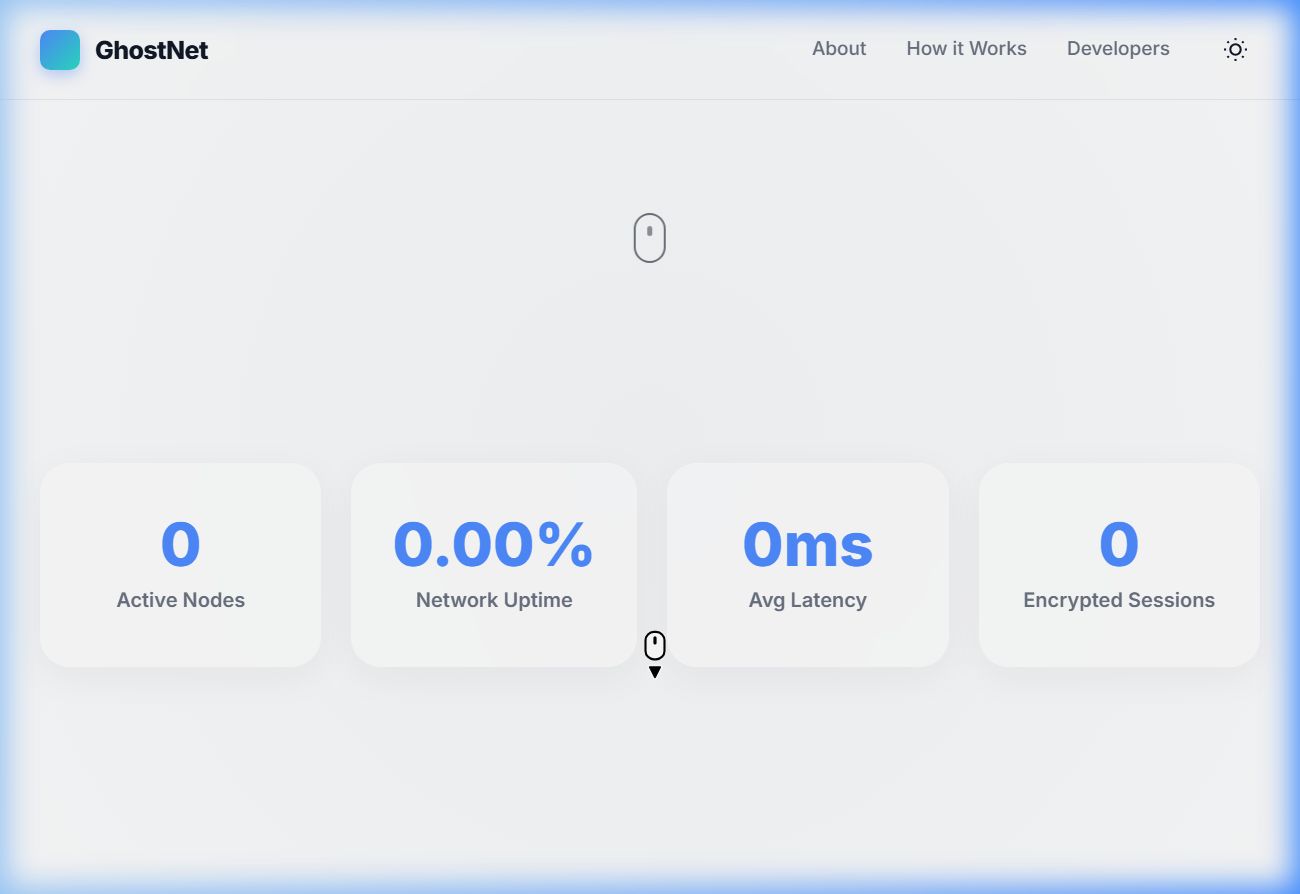 GhostNet
About
How it Works
Developers
0
0.00%
0ms
0
Active Nodes
Network Uptime
Avg Latency
Encrypted Sessions